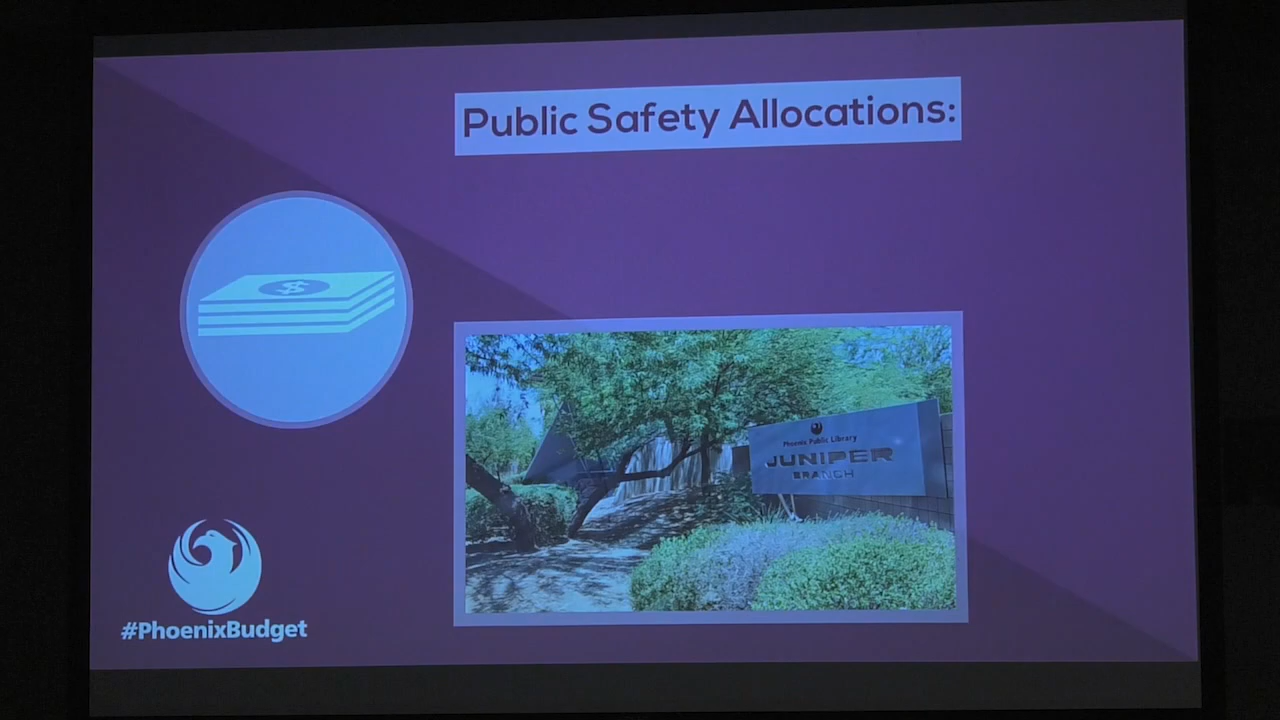 Public Safety Allocations:
$
Phoenix Public Library
JUNIPER
BRANCH
#PhoenixBudget